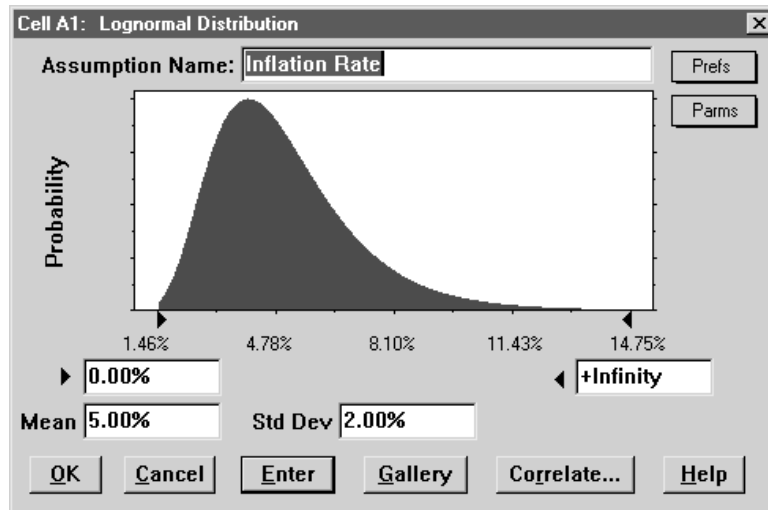 Cell A1: Lognormal Distribution
Assumption Name: Inflation Rate
Prefs
Parms
Probability
1.46% 4.78% 8.10% 11.43% 14.75%
0.00% +Infinity
Mean 5.00% Std Dev 2.00%
OK Cancel Enter Gallery Correlate... Help